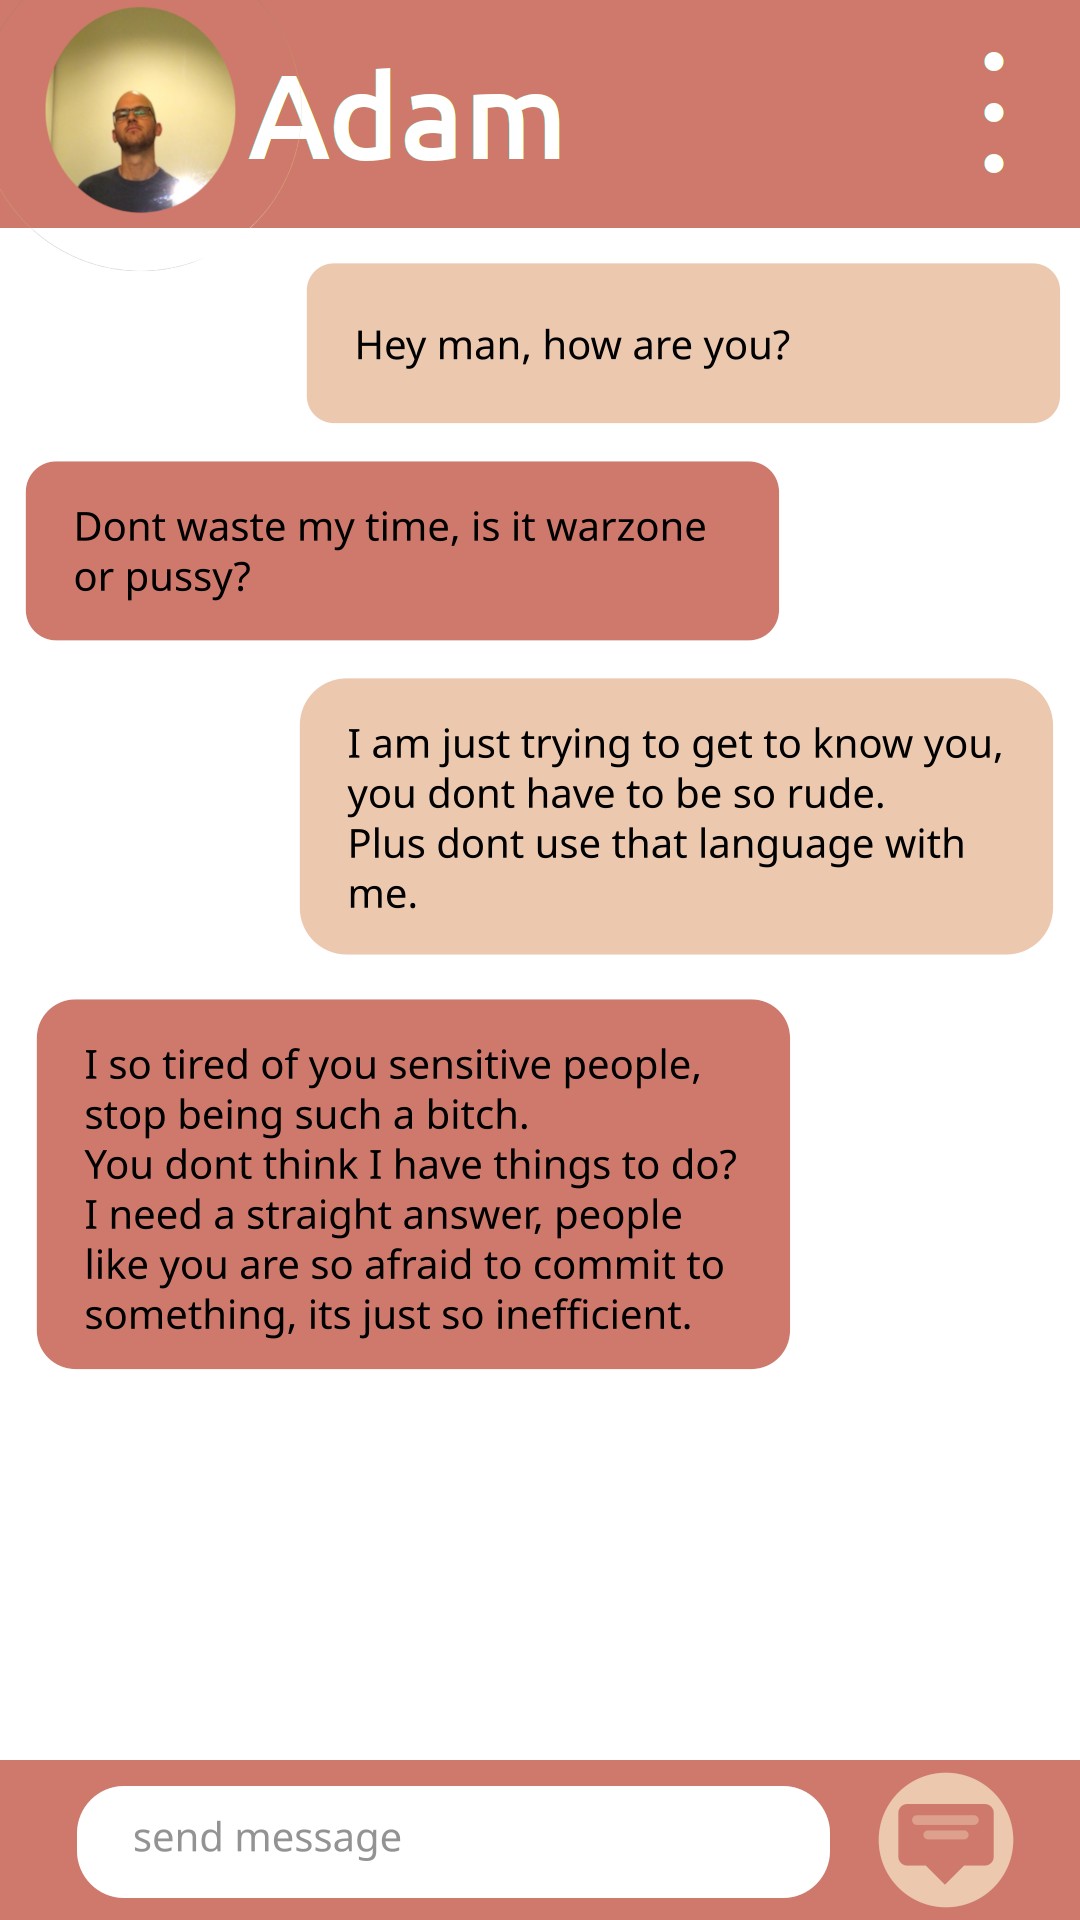 Adam
Hey man, how are you?
Dont waste my time, is it warzone
or pussy?
I am just trying to get to know you,
you dont have to be so rude.
Plus dont use that language with
me.
I so tired of you sensitive people,
stop being such a bitch.
You dont think I have things to do?
I need a straight answer, people
like you are so afraid to commit to
something, its just so inefficient.
send message